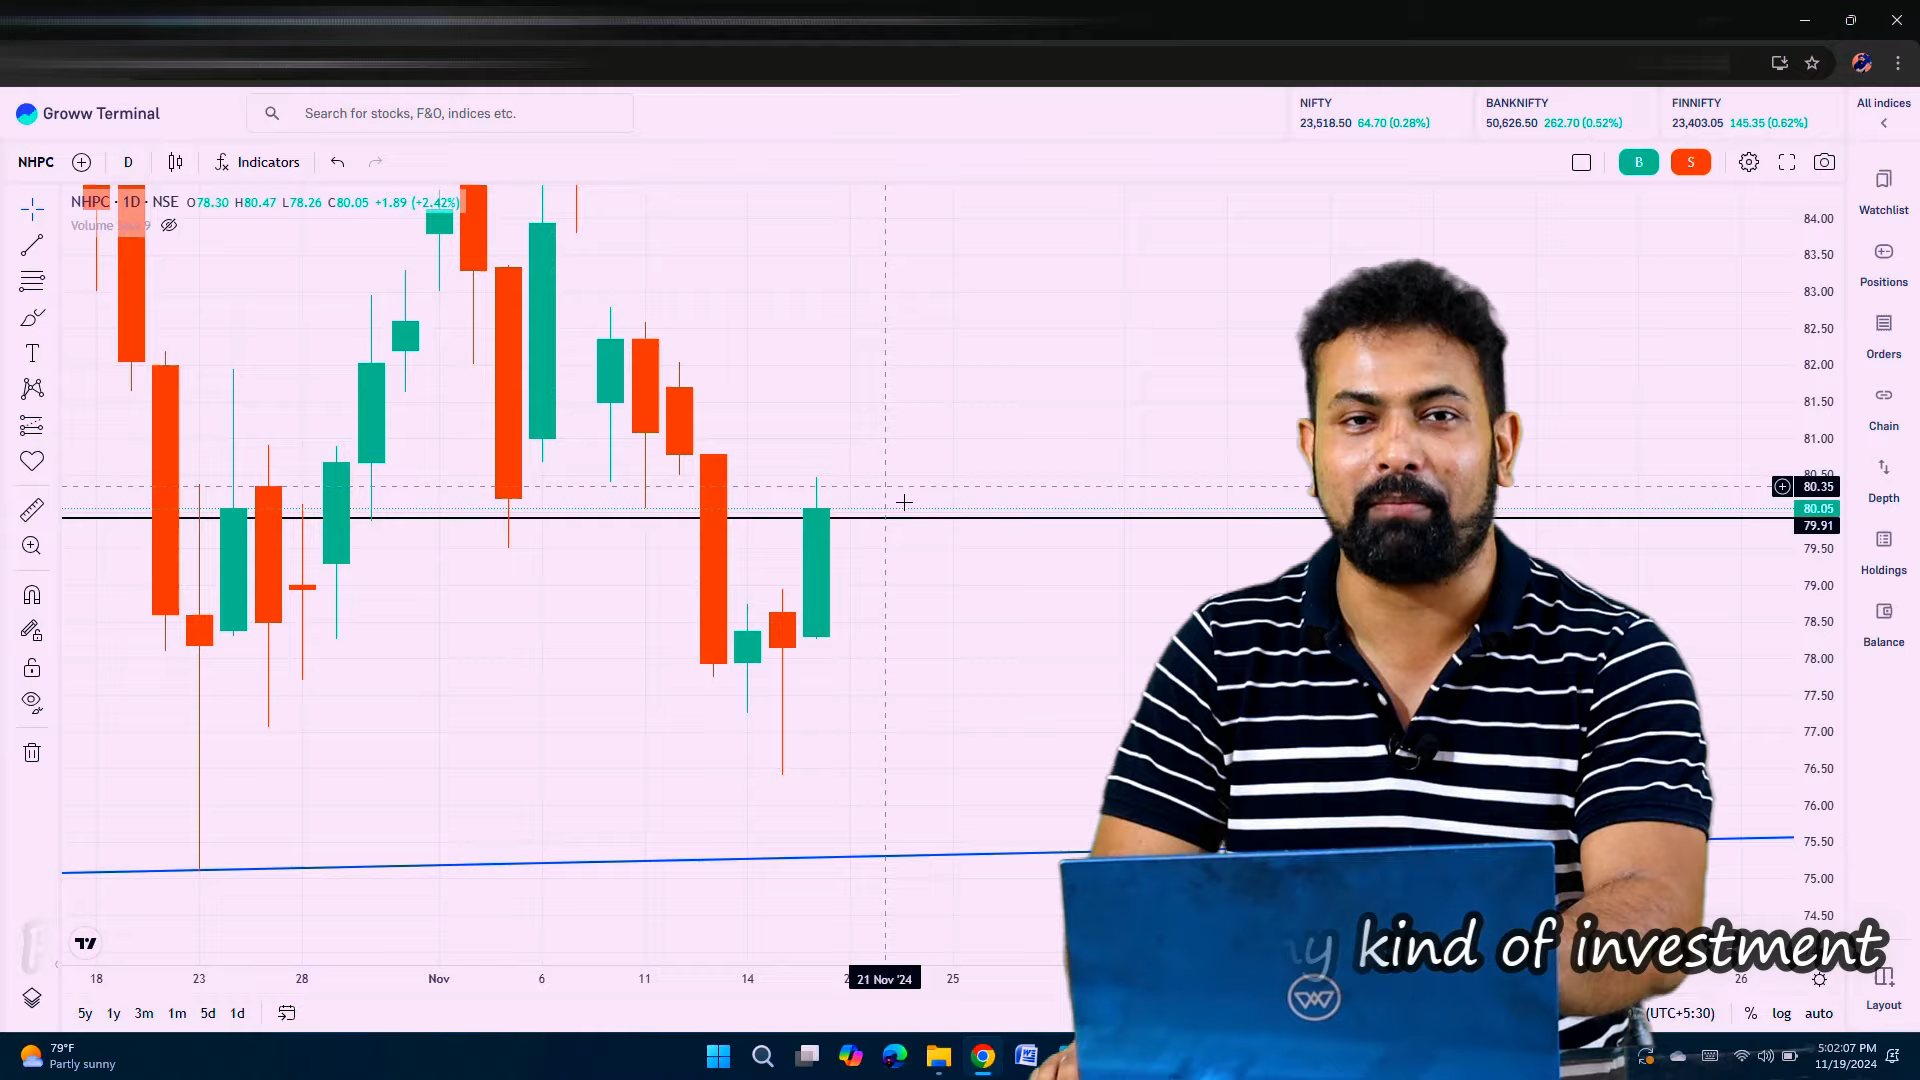 Groww Terminal
Search for stocks, F&O, indices etc.
NIFTY
23,518.50 64.70 (0.28%)
BANKNIFTY
50,626.50 262.70 (0.52%)
FINNIFTY
23,403.05 145.35 (0.62%)
All indices
NHPC
D
Indicators
B
S
NHPC · 1D · NSE O78.30 H80.47 L78.26 C80.05 +1.89 (+2.42%)
Volume
9
84.00
83.50
83.00
82.50
82.00
81.50
81.00
80.50
80.35
80.05
79.91
79.50
79.00
78.50
78.00
77.50
77.00
76.50
76.00
75.50
75.00
74.50
Watchlist
Positions
Orders
Chain
Depth
Holdings
Balance
Layout
kind of investment
18
23
28
Nov
6
11
14
21 Nov '24
25
26
5y
1y
3m
1m
5d
1d
(UTC+5:30)
%
log
auto
79°F
Partly sunny
5:02:07 PM
11/19/2024